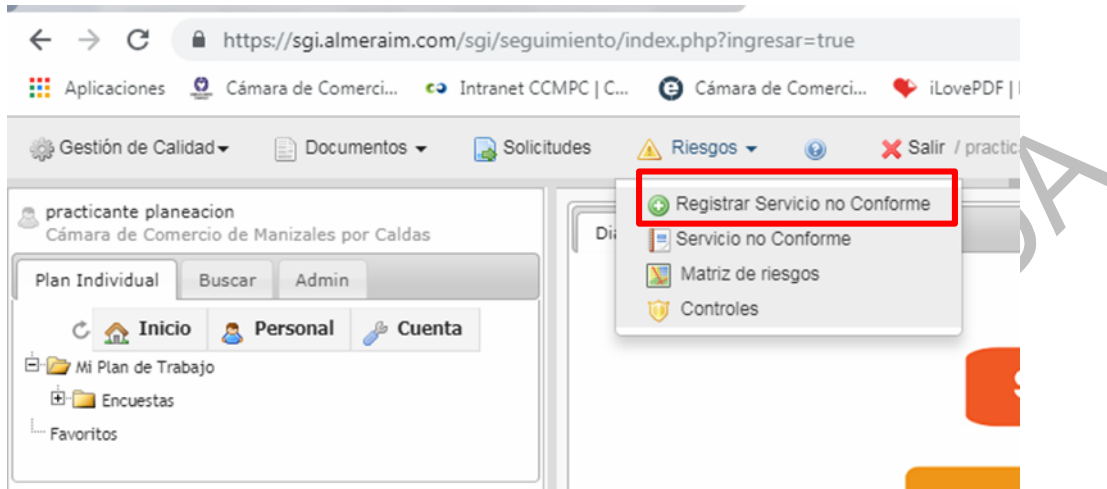 https://sgi.almeraim.com/sgi/seguimiento/index.php?ingresar=true
Aplicaciones Cámara de Comerci... Intranet CCMPC | C... Cámara de Comerci... iLovePDF |
Gestión de Calidad Documentos Solicitudes Riesgos Salir / practic
practicante planeacion
Cámara de Comercio de Manizales por Caldas
Plan Individual Buscar Admin
Inicio Personal Cuenta
Mi Plan de Trabajo
Encuestas
Favoritos
Registrar Servicio no Conforme
Servicio no Conforme
Matriz de riesgos
Controles